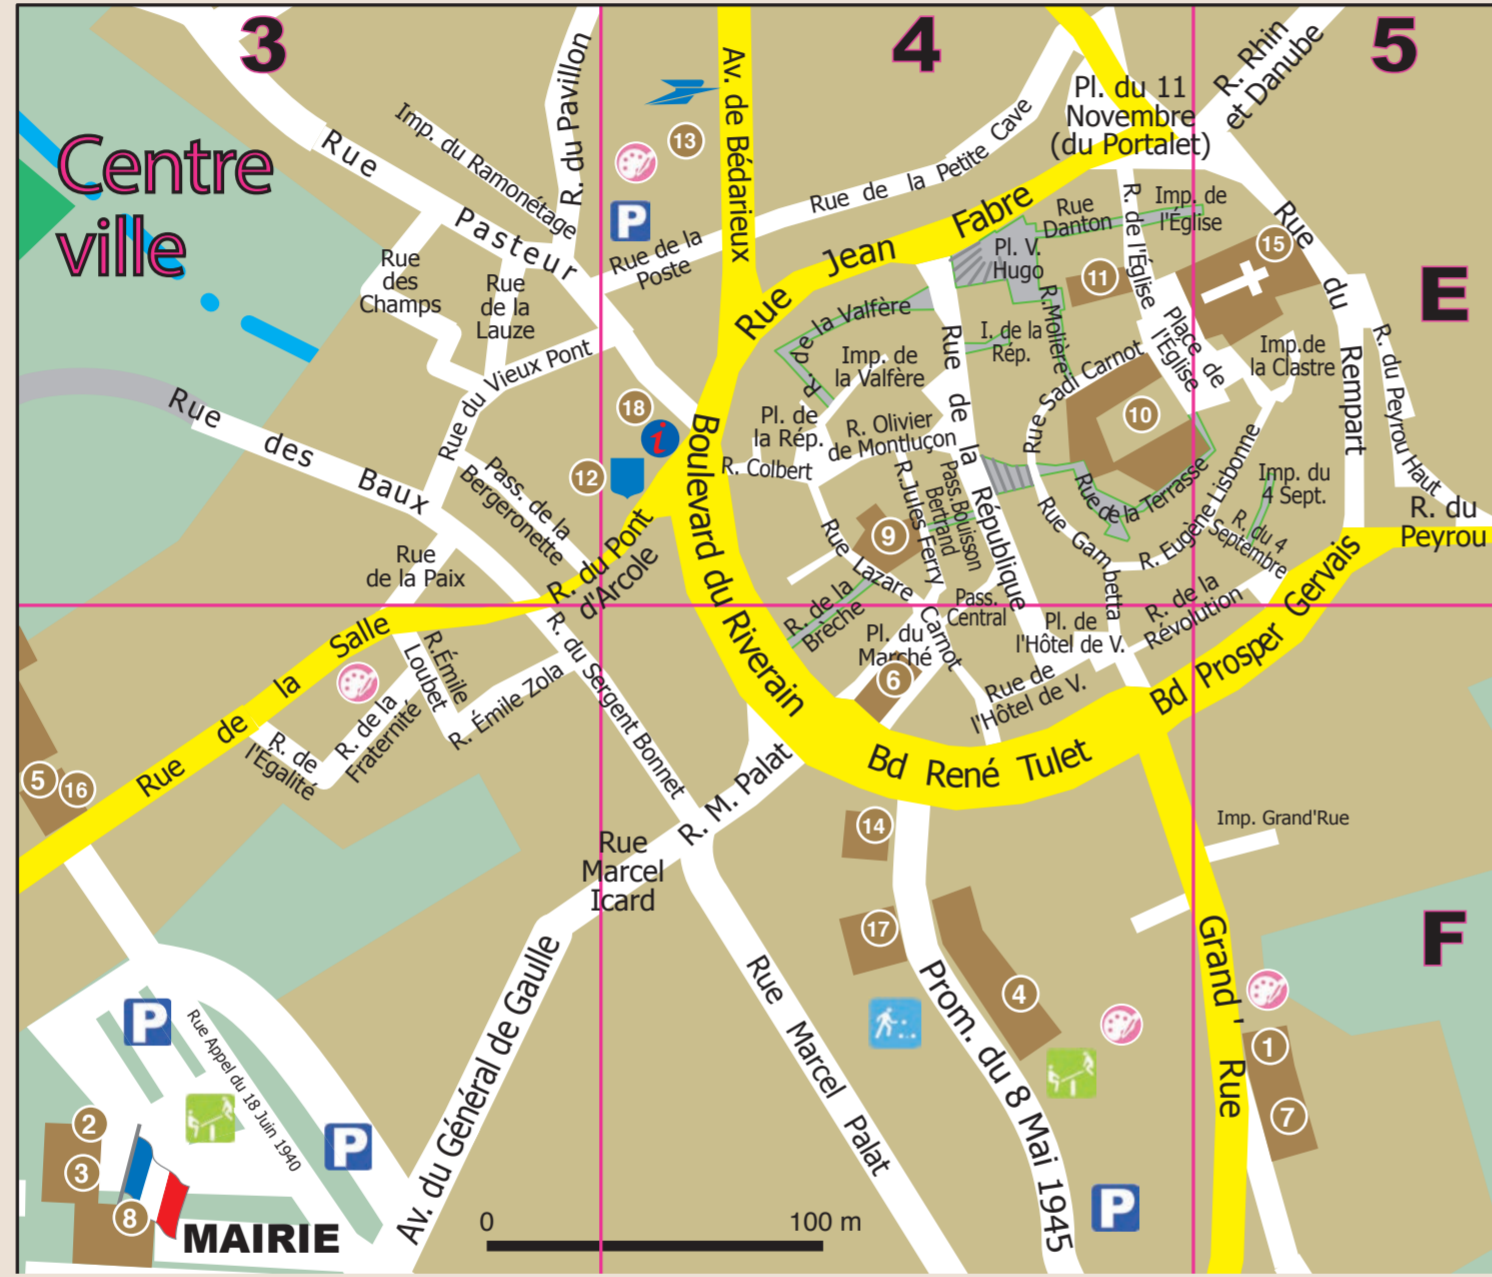 3
4
5
E
F
Centre
ville
R. du Pavillon
Imp. du Ramonétage
Rue Pasteur
13
P
Av. de Bédarieux
Rue de la Petite Cave
Pl. du 11
Novembre
(du Portalet)
R. Rhin
et Danube
Rue de la
Poste
Rue Jean Fabre
Rue
Danton
Imp. de
l'Église
R. de l'Église
Pl. V.
Hugo
11
15
Rue du Rempart
Rue
des
Champs
Rue
de la
Lauze
Rue du Vieux Pont
R. de la Valfère
Imp. de
la Valfère
Rue de la République
I. de la
Rép.
R. Molière
Rue Sadi Carnot
Place de
l'Église
Imp.de
la Clastre
R. du Peyrou Haut
Rue des Baux
18
i
12
Pl. de
la Rép.
R. Olivier
de Montluçon
R. Colbert
10
Rue de la Terrasse
Imp. du
4 Sept.
R. du 4
Septembre
R. Eugène Lisbonne
R. du
Peyrou
Pass. de la
Bergeronette
Boulevard du Riverain
R. Jules Ferry
Pass. Bouisson
Bertrand
9
Rue Lazare Carnot
Rue Gambetta
Rue
de la Paix
R. du Pont
d'Arcole
R. de la
Breche
Pass.
Central
Pl. du
Marché
Pl. de
l'Hôtel de V.
R. de la
Révolution
Bd Prosper Gervais
Rue de la Salle
R. Émile
Loubet
R. du Sergent Bonnet
R. Émile Zola
R. de la
Fraternité
R. de
l'Egalité
6
Rue de
l'Hôtel de V.
Bd René Tulet
5
16
R. M. Palat
Rue
Marcel
Icard
14
Imp. Grand'Rue
17
4
Grand' Rue
P
Rue Appel du 18 Juin 1940
Av. du Général de Gaulle
Rue Marcel Palat
Prom. du 8 Mai 1945
1
7
2
3
8
P
P
MAIRIE
0
100 m